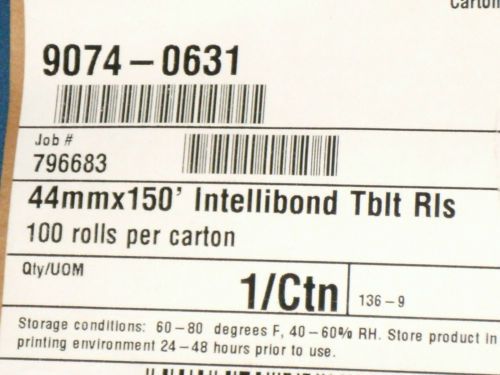 Carton
9074-0631
Job #
796683
44mmx150' Intellibond Tblt Rls
100 rolls per carton
Qty/UOM
1/Ctn
136-9
Storage conditions: 60-80 degrees F, 40-60% RH. Store product in
printing environment 24-48 hours prior to use.